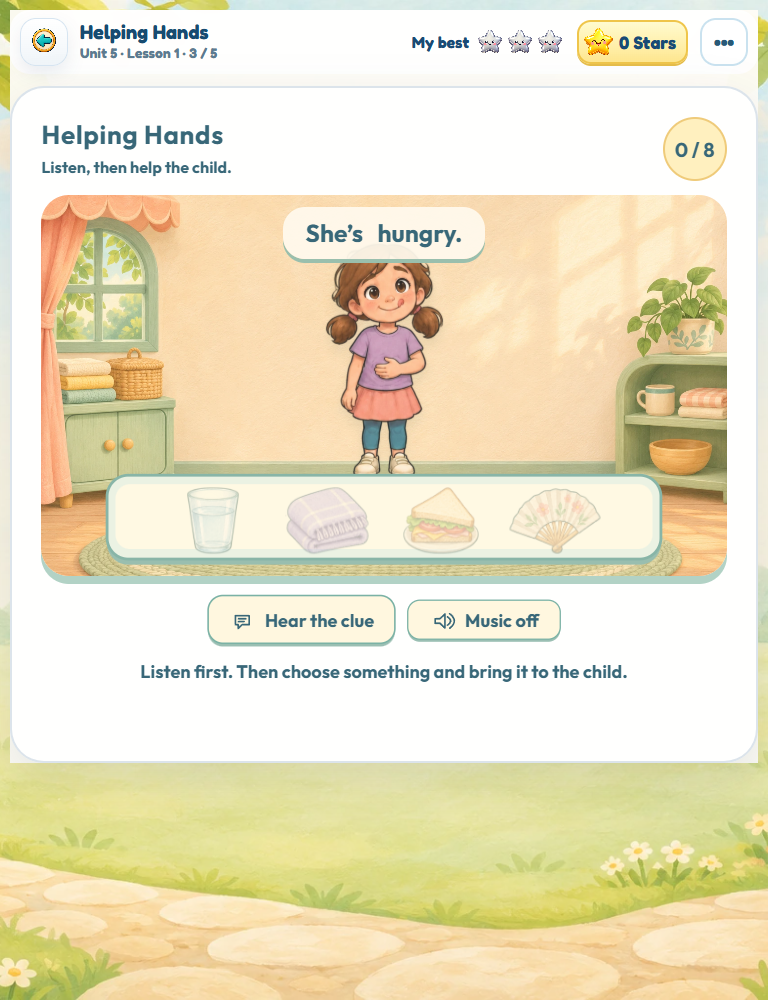 Helping Hands
Unit 5 · Lesson 1 · 3 / 5
My best
0 Stars
Helping Hands
Listen, then help the child.
0 / 8
She’s hungry.
Hear the clue
Music off
Listen first. Then choose something and bring it to the child.